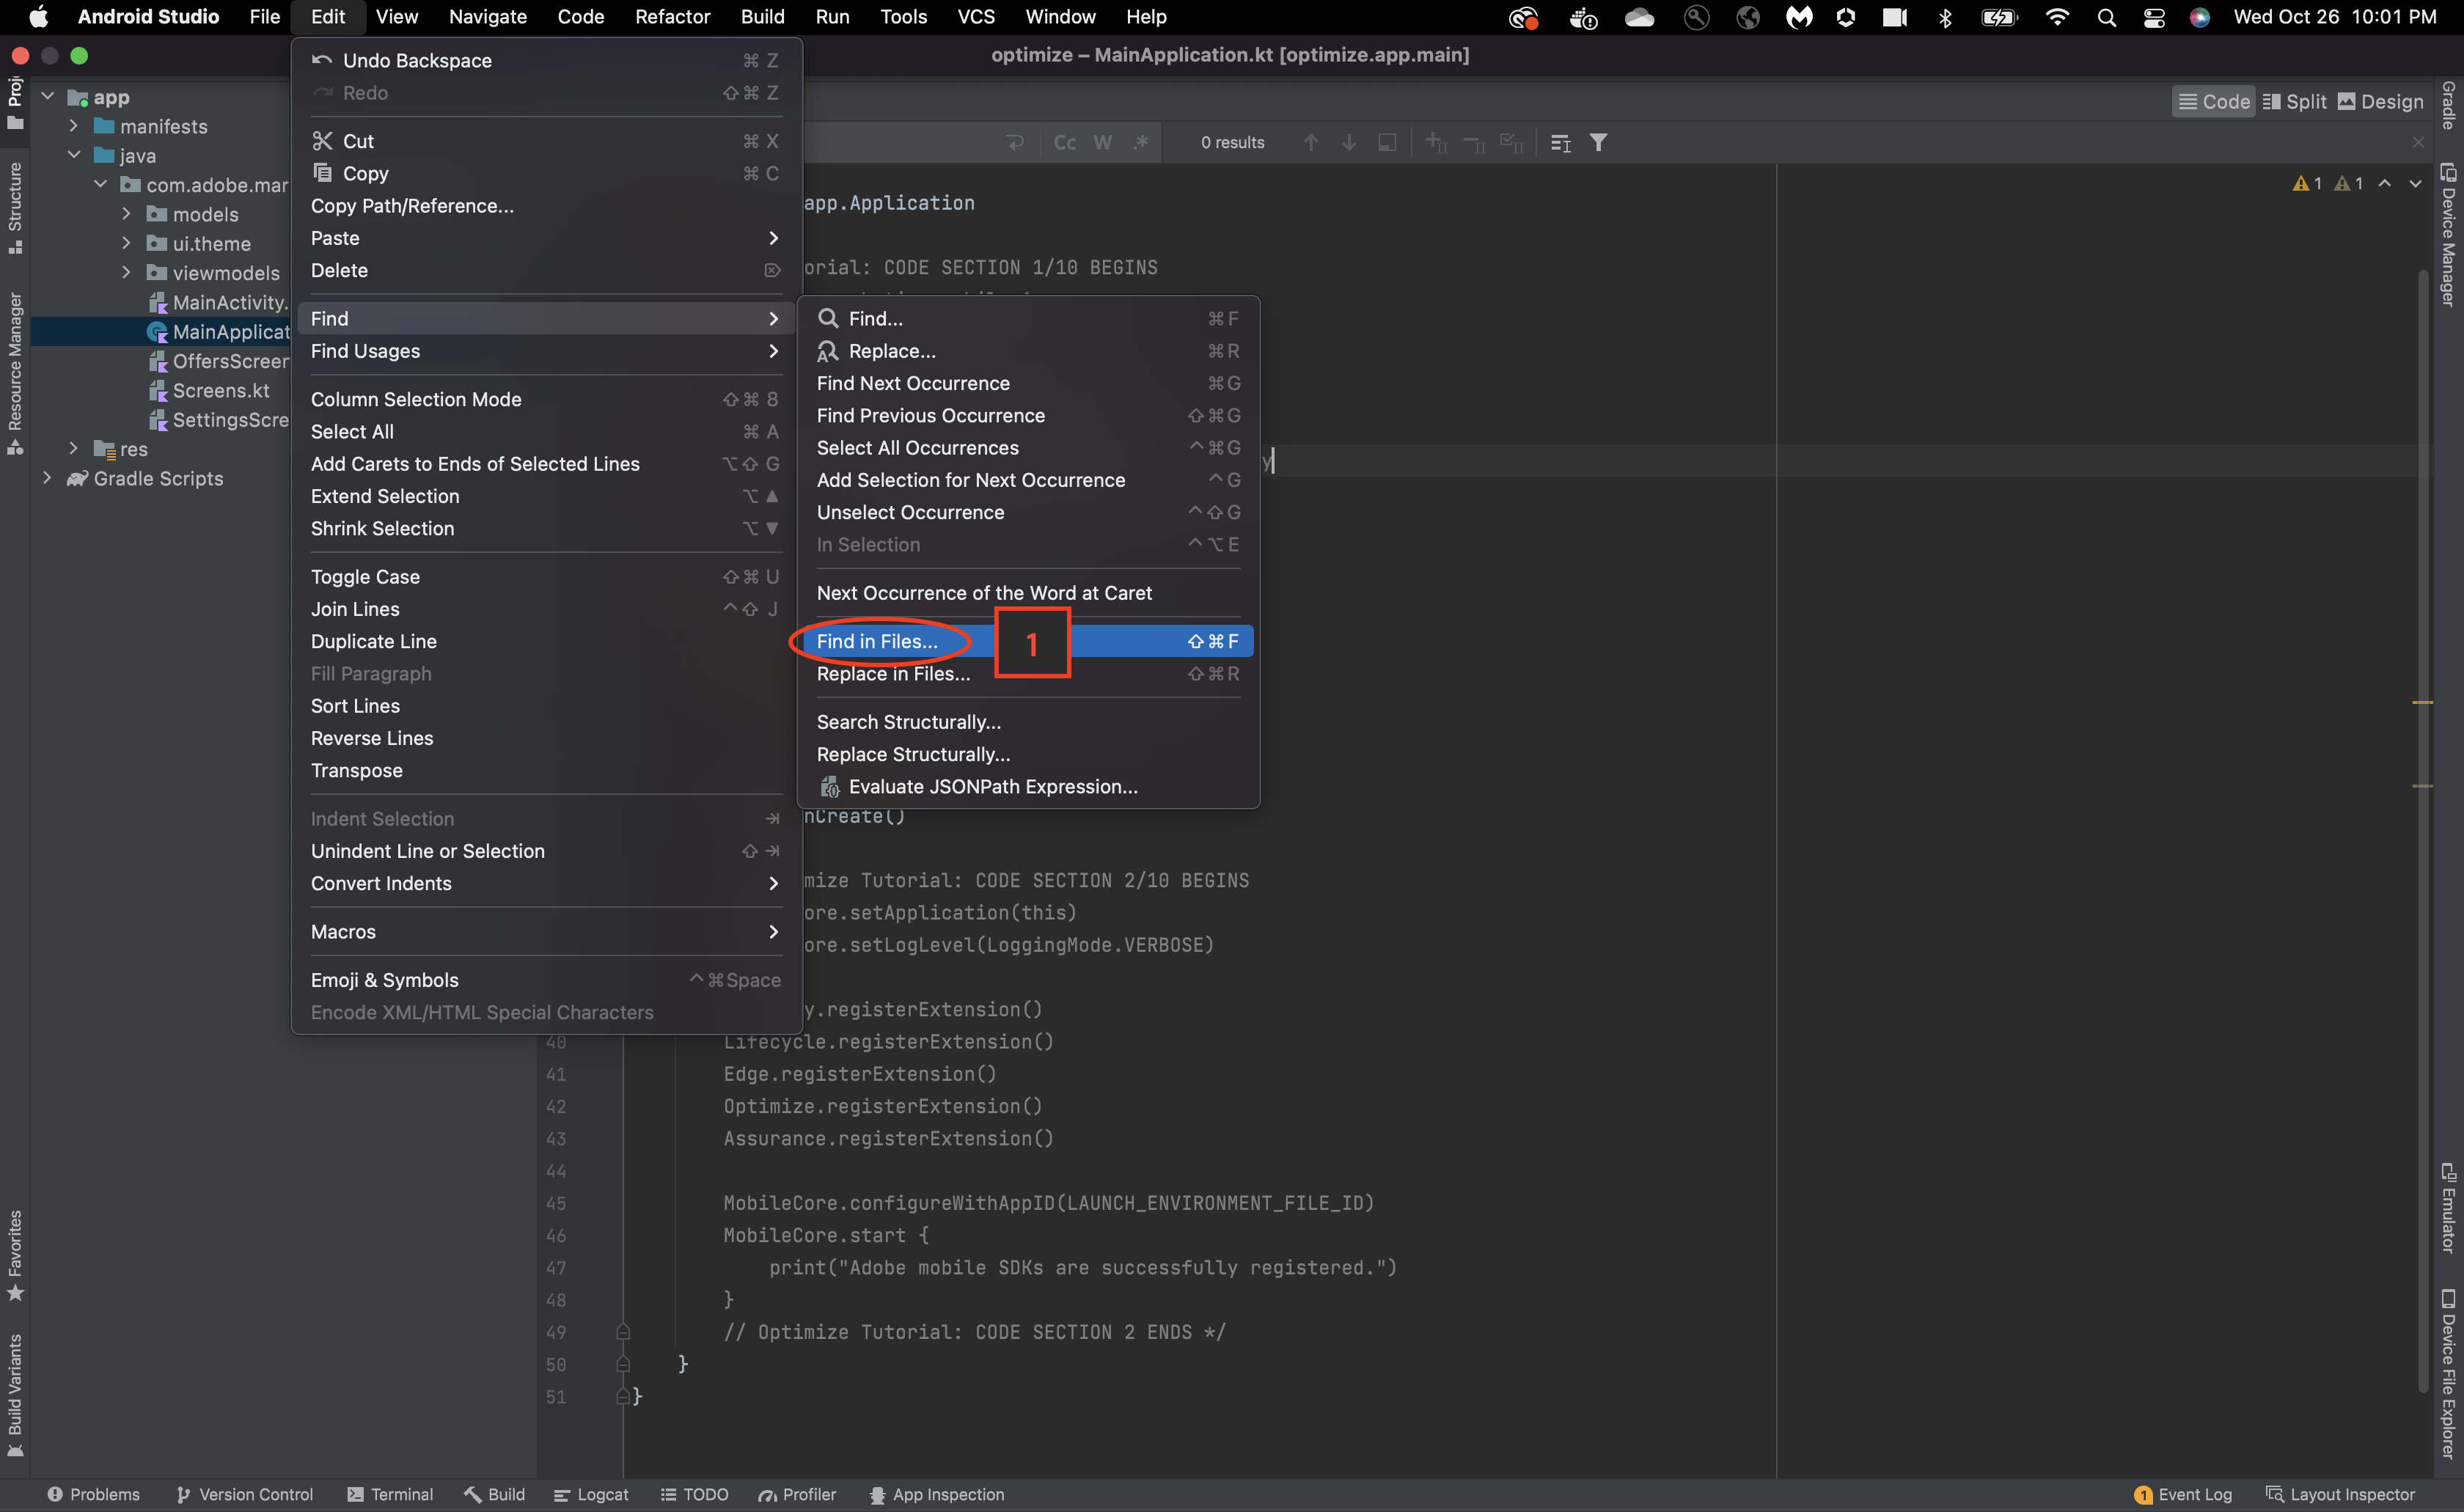 Android Studio File Edit View Navigate Code Refactor Build Run Tools VCS Window Help Wed Oct 26 10:01 PM
optimize – MainApplication.kt [optimize.app.main]
Undo Backspace ⌘ Z
Redo ⇧⌘ Z
Cut ⌘ X
Copy ⌘ C
Copy Path/Reference...
Paste
Delete
Find
Find Usages
Column Selection Mode ⇧⌘ 8
Select All ⌘ A
Add Carets to Ends of Selected Lines ⌥⇧ G
Extend Selection ⌥ ▲
Shrink Selection ⌥ ▼
Toggle Case ⇧⌘ U
Join Lines ^⇧ J
Duplicate Line
Fill Paragraph
Sort Lines
Reverse Lines
Transpose
Indent Selection ⇥
Unindent Line or Selection ⇧ ⇥
Convert Indents
Macros
Emoji & Symbols ^⌘Space
Encode XML/HTML Special Characters
Find... ⌘F
Replace... ⌘R
Find Next Occurrence ⌘G
Find Previous Occurrence ⇧⌘G
Select All Occurrences ^⌘G
Add Selection for Next Occurrence ^G
Unselect Occurrence ^⇧G
In Selection ^⌥E
Next Occurrence of the Word at Caret
Find in Files... ⇧⌘F
1
Replace in Files... ⇧⌘R
Search Structurally...
Replace Structurally...
Evaluate JSONPath Expression...
Proj
Structure
Resource Manager
Favorites
Build Variants
app
manifests
java
com.adobe.mar
models
ui.theme
viewmodels
MainActivity.
MainApplicat
OffersScreen
Screens.kt
SettingsScre
res
Gradle Scripts
Code Split Design
Cc W .* 0 results
1 1
app.Application
orial: CODE SECTION 1/10 BEGINS
y
nCreate()
mize Tutorial: CODE SECTION 2/10 BEGINS
ore.setApplication(this)
ore.setLogLevel(LoggingMode.VERBOSE)
y.registerExtension()
40 Lifecycle.registerExtension()
41 Edge.registerExtension()
42 Optimize.registerExtension()
43 Assurance.registerExtension()
44
45 MobileCore.configureWithAppID(LAUNCH_ENVIRONMENT_FILE_ID)
46 MobileCore.start {
47 print("Adobe mobile SDKs are successfully registered.")
48 }
49 // Optimize Tutorial: CODE SECTION 2 ENDS */
50 }
51 }
Gradle
Device Manager
Emulator
Device File Explorer
Problems Version Control Terminal Build Logcat TODO Profiler App Inspection 1 Event Log Layout Inspector